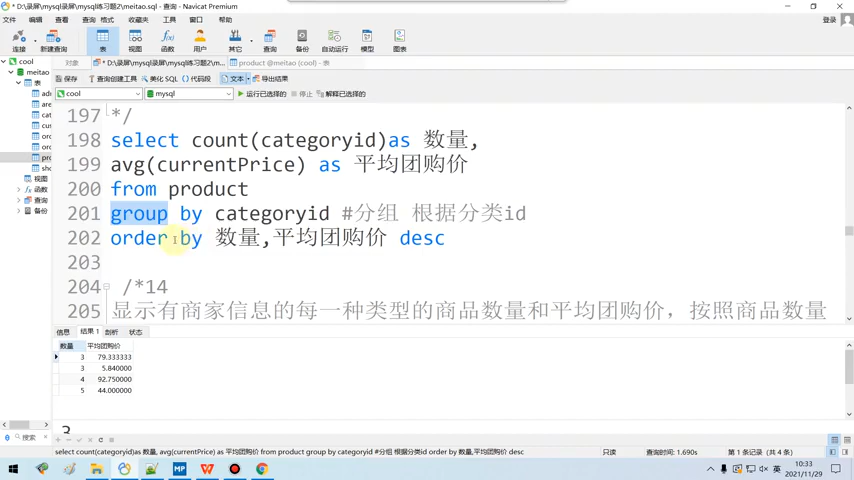 * D:\录屏\mysql录屏\mysql练习题2\meitao.sql - 查询 - Navicat Premium
文件 编辑 查看 查询 格式 收藏夹 工具 窗口 帮助
登录
连接 新建查询 表 视图 函数 用户 其它 查询 备份 自动运行 模型 图表
对象 * D:\录屏\mysql录屏\mysql练习题2\m... product @meitao (cool) - 表
保存 查询创建工具 美化 SQL () 代码段 文本 导出结果
cool mysql 运行已选择的 停止 解释已选择的
cool
meitao
表
视图
函数
查询
备份
197 */
198 select count(categoryid)as 数量,
199 avg(currentPrice) as 平均团购价
200 from product
201 group by categoryid #分组 根据分类id
202 order by 数量,平均团购价 desc
203
204 /*14
205 显示有商家信息的每一种类型的商品数量和平均团购价, 按照商品数量
信息 结果 1 剖析 状态
数量 平均团购价
3 79.333333
3 5.840000
4 92.750000
5 44.000000
搜索
select count(categoryid)as 数量, avg(currentPrice) as 平均团购价 from product group by categoryid #分组 根据分类id order by 数量,平均团购价 desc
只读 查询时间: 1.690s 第 1 条记录 (共 4 条)
10:33
2021/11/29